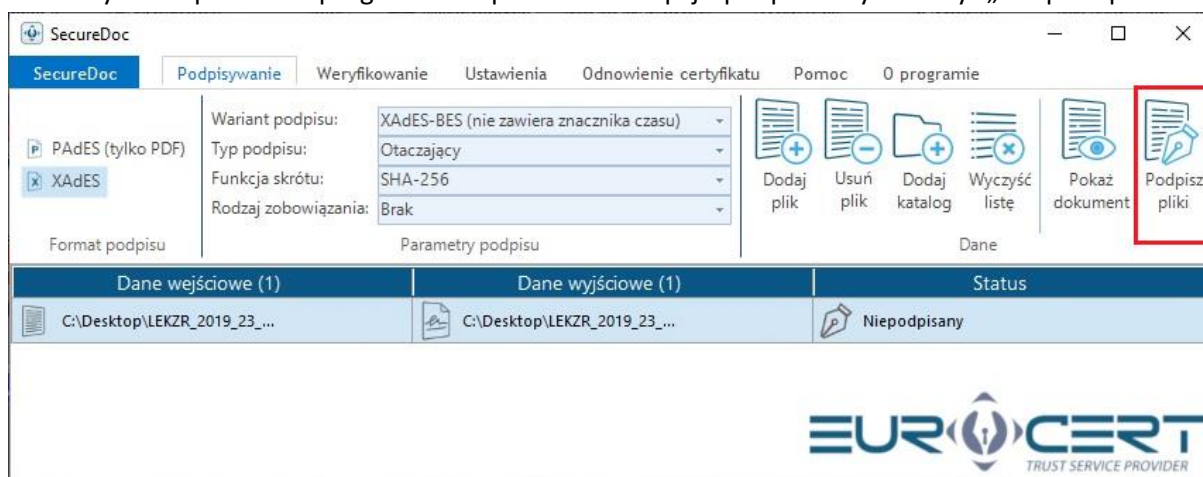 SecureDoc
SecureDoc Podpisywanie Weryfikowanie Ustawienia Odnowienie certyfikatu Pomoc O programie
PAdES (tylko PDF)
XAdES
Format podpisu
Wariant podpisu: XAdES-BES (nie zawiera znacznika czasu)
Typ podpisu: Otaczający
Funkcja skrótu: SHA-256
Rodzaj zobowiązania: Brak
Parametry podpisu
Dodaj plik
Usuń plik
Dodaj katalog
Wyczyść listę
Pokaż dokument
Podpisz pliki
Dane
Dane wejściowe (1) Dane wyjściowe (1) Status
C:\Desktop\LEKZR_2019_23_... C:\Desktop\LEKZR_2019_23_... Niepodpisany
EUROCERT
TRUST SERVICE PROVIDER